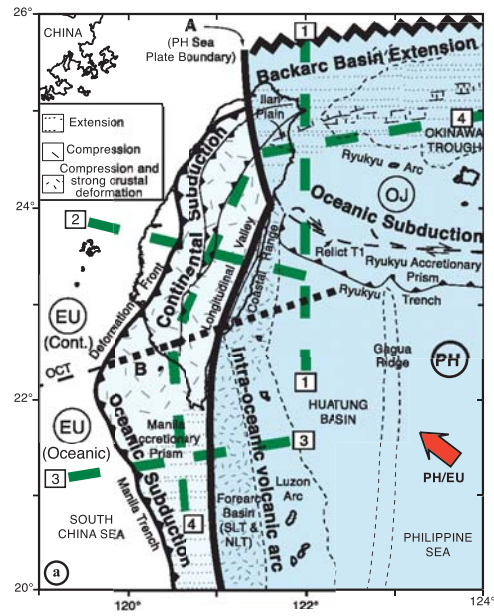 26°
CHINA
A
(PH Sea
Plate Boundary)
1
Backarc Basin Extension
Ilan
Plain
4
OKINAWA
TROUGH
Extension
Compression
Compression and
strong crustal
deformation
Ryukyu Arc
OJ
24°
Continental Subduction
Oceanic Subduction
2
Longitudinal Valley
Coastal Range
Relict T1
Ryukyu Accretionary
Prism
Ryukyu Trench
Deformation Front
EU
(Cont.)
OCT
B
Gagua
Ridge
PH
1
22°
HUATUNG
BASIN
EU
(Oceanic)
Oceanic Subduction
Manila
Accretionary
Prism
Intra-oceanic volcanic arc
3
3
PH/EU
Manila Trench
Luzon
Arc
4
Forearc
Basin
(SLT &
NLT)
SOUTH
CHINA SEA
PHILIPPINE
SEA
a
20°
120°
122°
124°